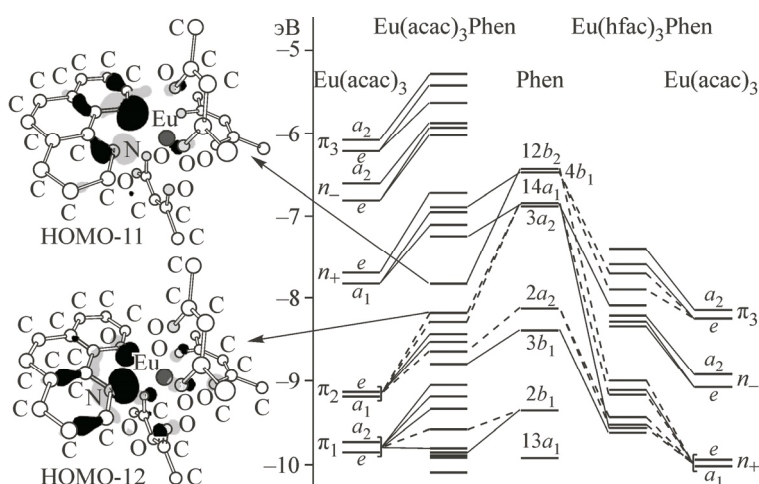 эВ
Eu(acac)3Phen
Eu(hfac)3Phen
Eu(acac)3
Phen
Eu(acac)3
−5
−6
−7
−8
−9
−10
a2
π3
e
a2
n−
e
e
n+
a1
e
π2
a1
a2
π1
e
12b2
4b1
14a1
3a2
2a2
3b1
2b1
13a1
a2
π3
e
a2
n−
e
e
n+
a1
C C C C C O C C O
C Eu C
C N O O
C C C O C
C C
HOMO-11
C C C C O
C Eu O
C N C
C C O
C C
HOMO-12